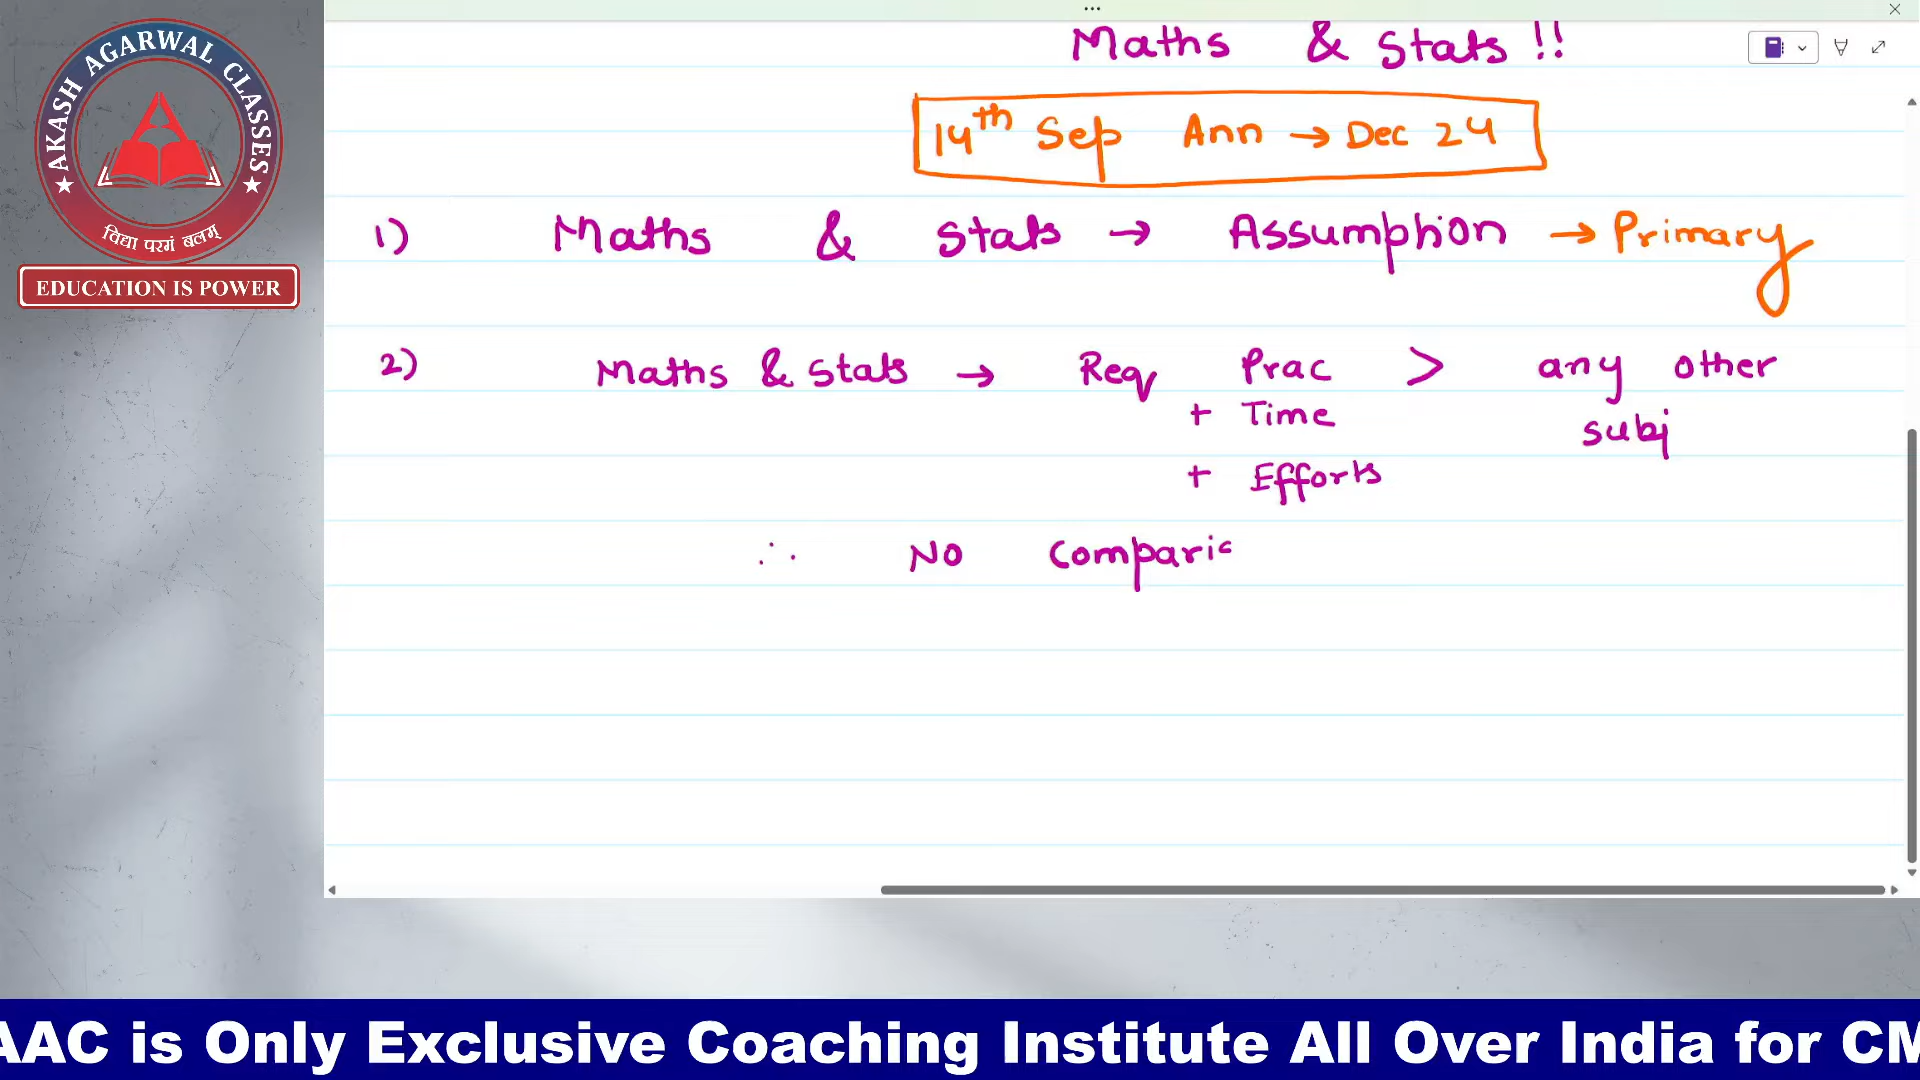 AKASH AGARWAL CLASSES
विद्या परमं बलम्
EDUCATION IS POWER
Maths & Stats !!
14th Sep Ann → Dec 24
1) Maths & Stats → Assumption → Primary
2) Maths & Stats → Req Prac > any other
+ Time subj
+ Efforts
∴ No Comparis
AAC is Only Exclusive Coaching Institute All Over India for CM